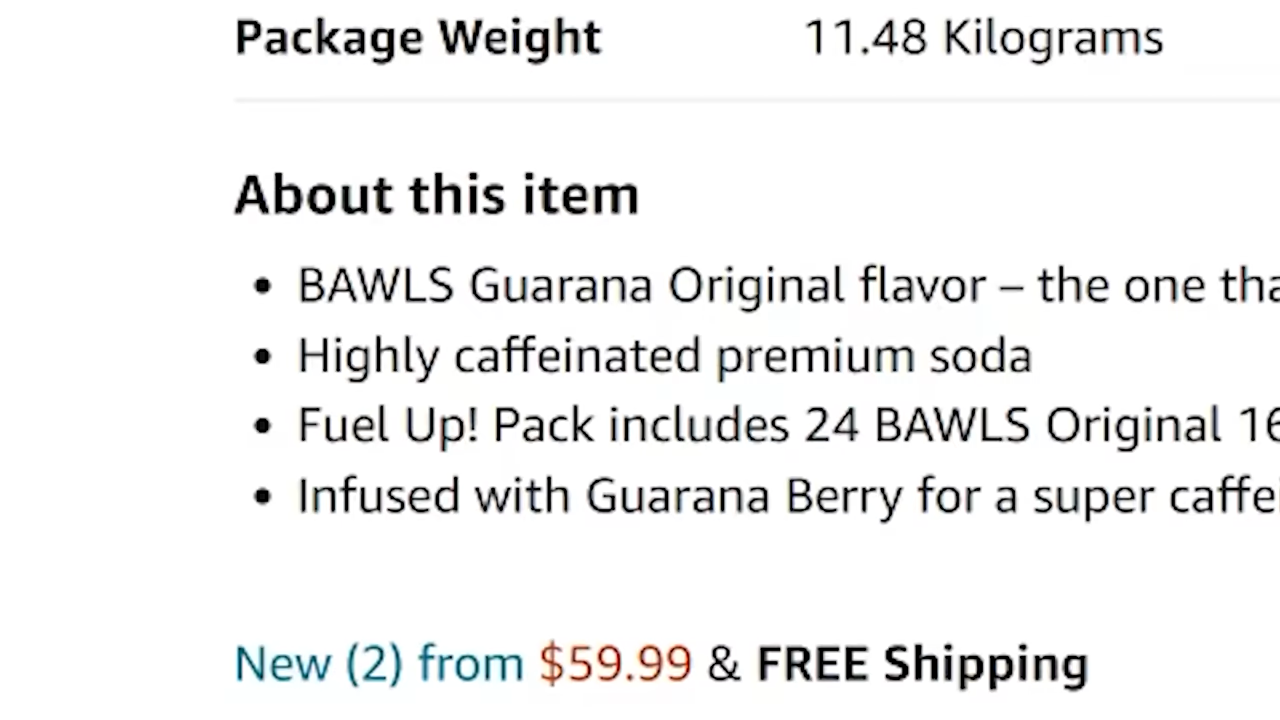 Package Weight 11.48 Kilograms
About this item
• BAWLS Guarana Original flavor – the one
• Highly caffeinated premium soda
• Fuel Up! Pack includes 24 BAWLS Original 16
• Infused with Guarana Berry for a super
New (2) from $59.99 & FREE Shipping